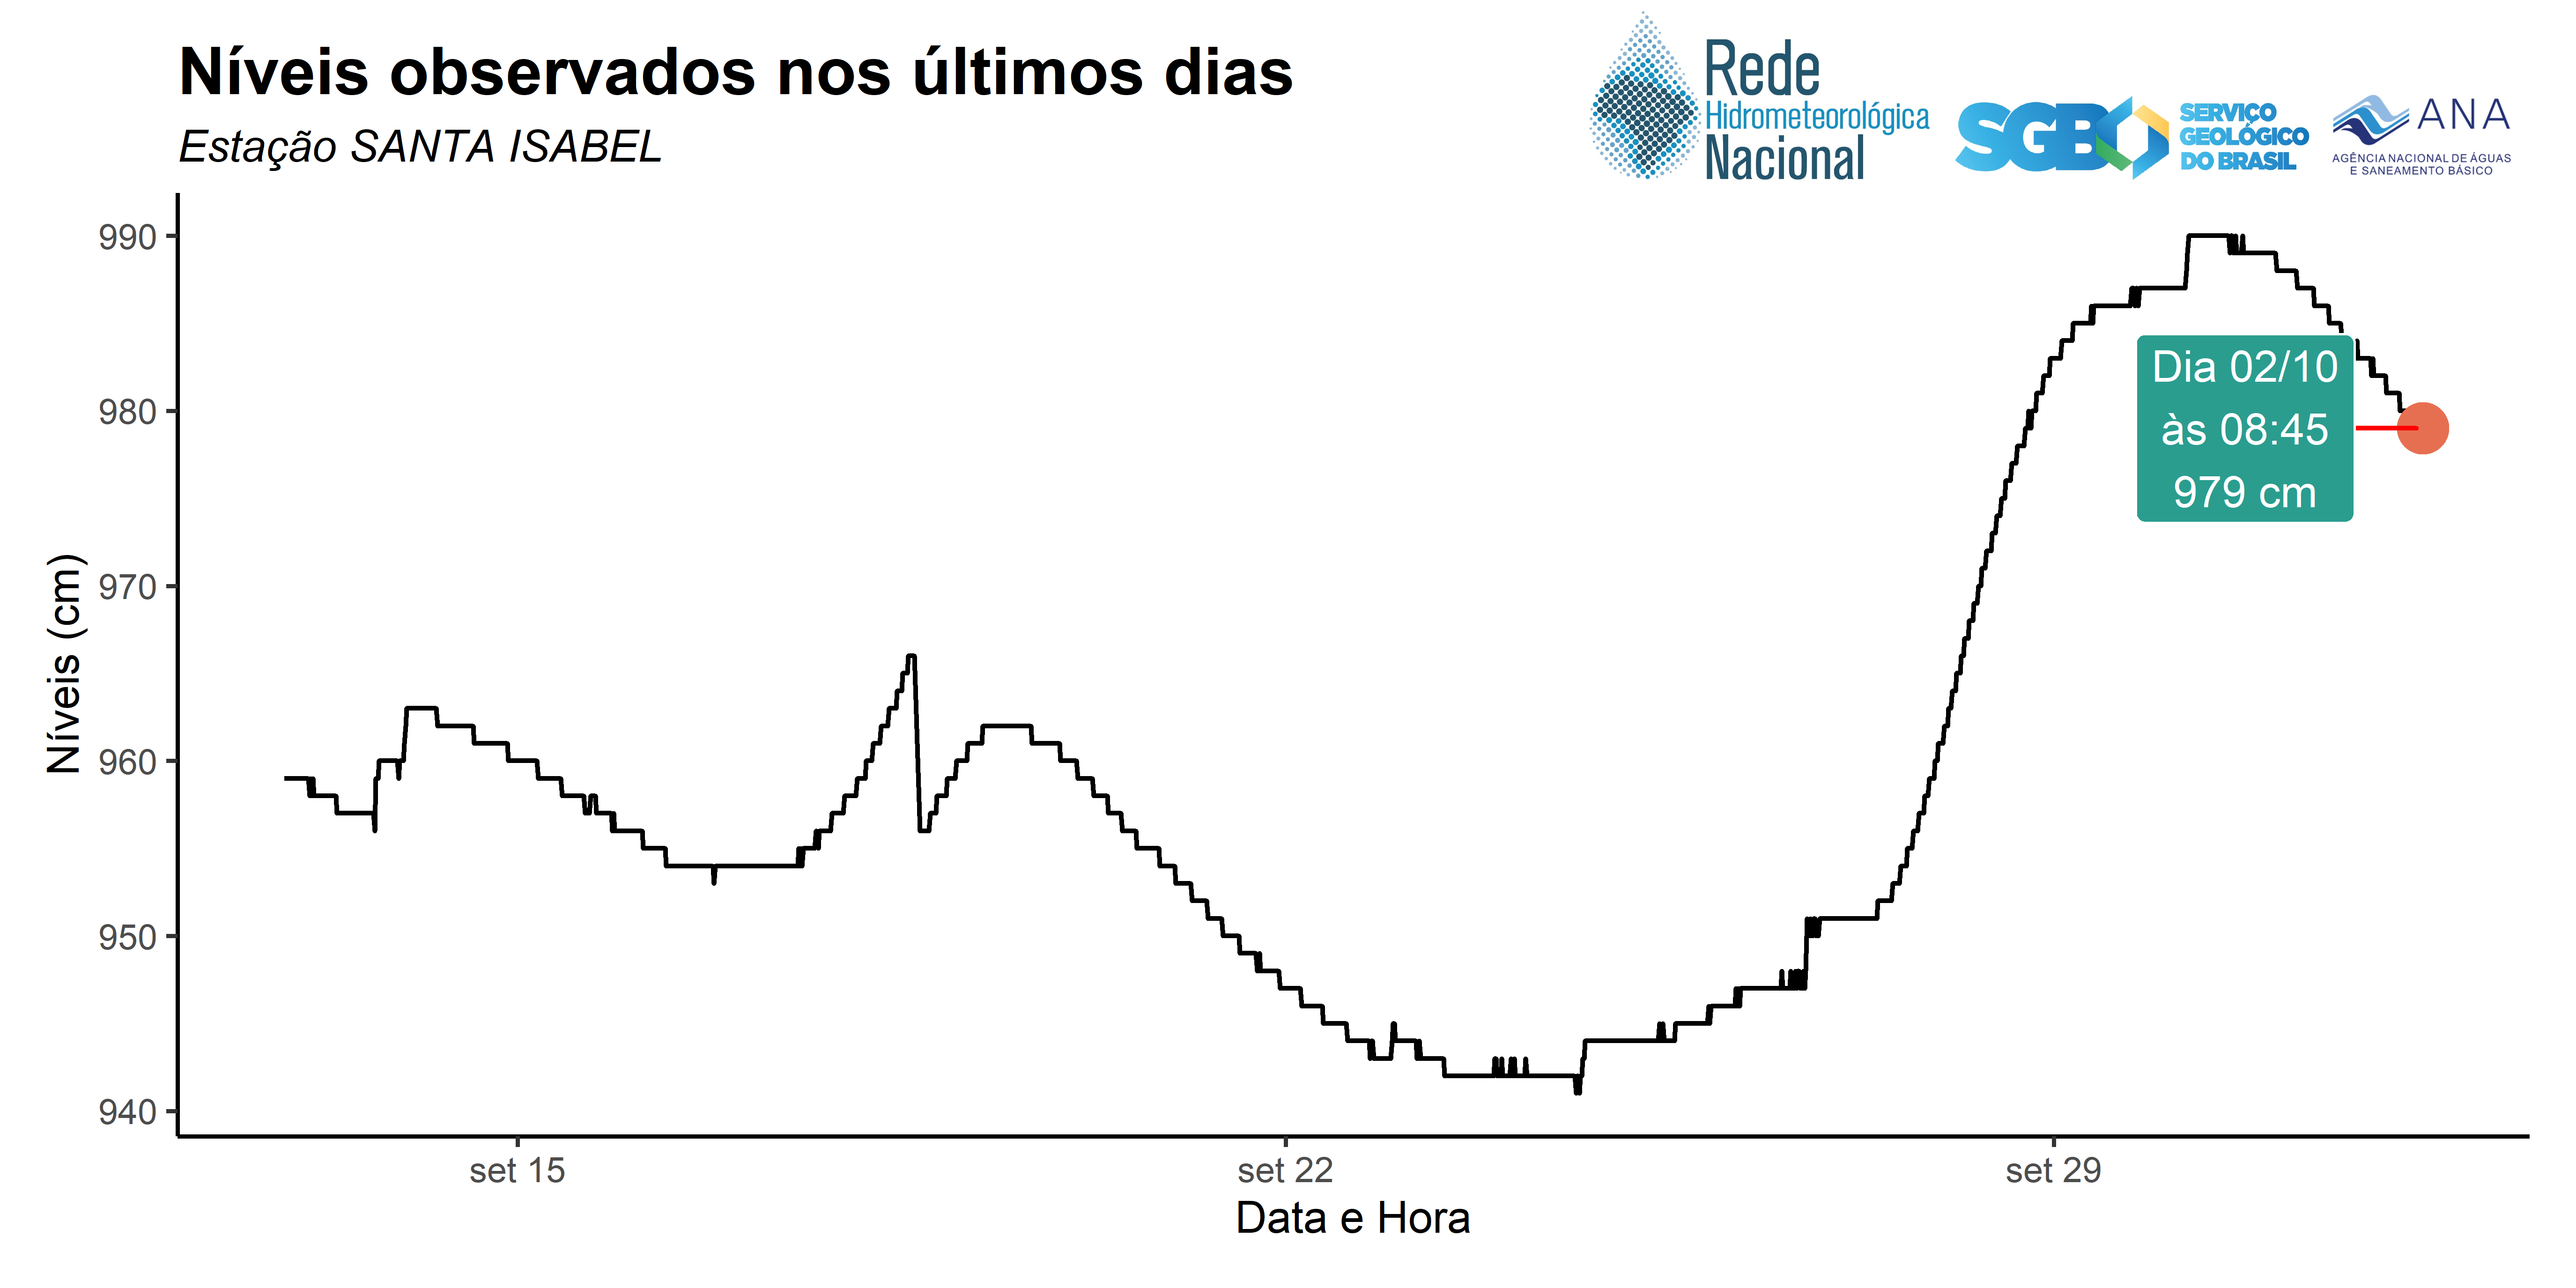 Níveis observados nos últimos dias
Estação SANTA ISABEL
Rede
Hidrometeorológica
Nacional
SGB
SERVIÇO
GEOLÓGICO
DO BRASIL
ANA
AGÊNCIA NACIONAL DE ÁGUAS
E SANEAMENTO BÁSICO
990
980
970
960
950
940
Níveis (cm)
Dia 02/10
às 08:45
979 cm
set 15
set 22
set 29
Data e Hora